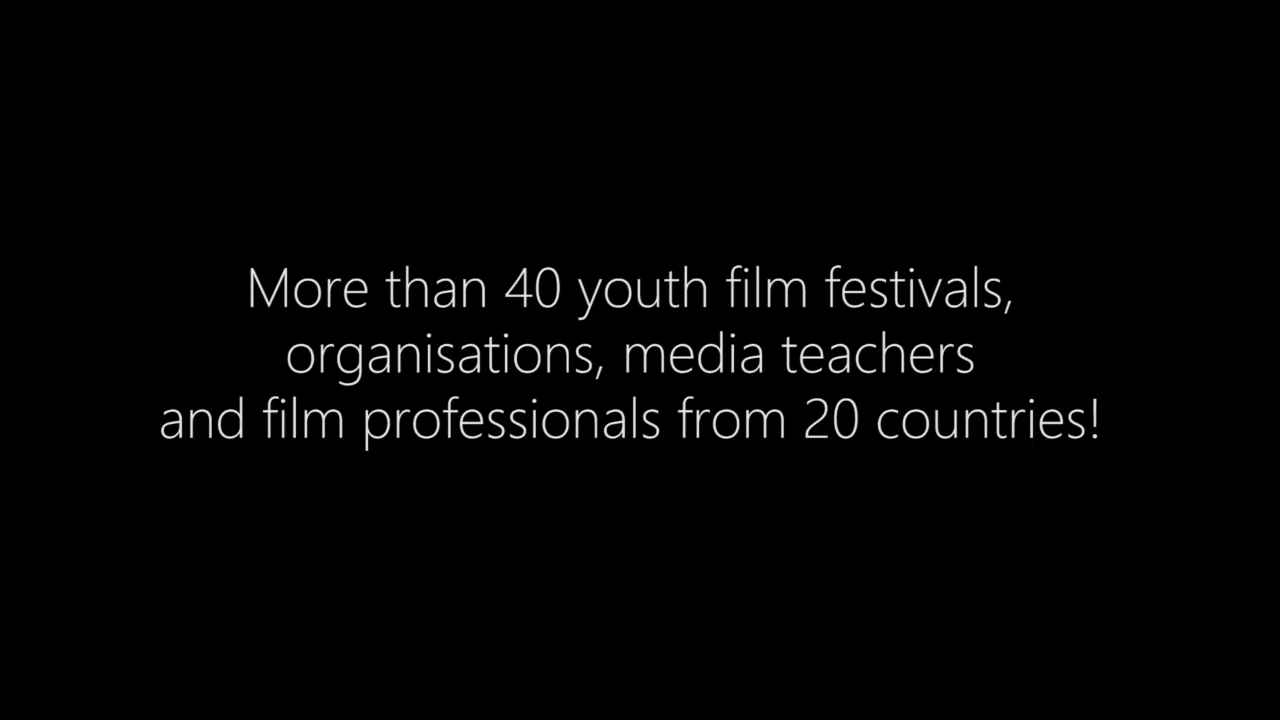 More than 40 youth film festivals,
organisations, media teachers
and film professionals from 20 countries!